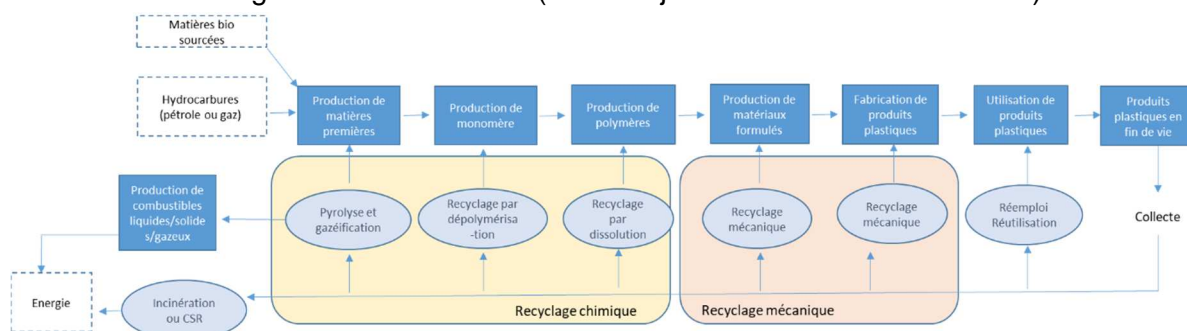 Matières bio
sourcées
Hydrocarbures
(pétrole ou gaz)
Production de
matières
premières
Production de
monomère
Production de
polymères
Production de
matériaux
formulés
Fabrication de
produits
plastiques
Utilisation de
produits
plastiques
Produits
plastiques en
fin de vie
Production de
combustibles
liquides/solide
s/gazeux
Pyrolyse et
gazéification
Recyclage par
dépolymérisa
-tion
Recyclage
par
dissolution
Recyclage
mécanique
Recyclage
mécanique
Réemploi
Réutilisation
Collecte
Energie
Incinération
ou CSR
Recyclage chimique
Recyclage mécanique